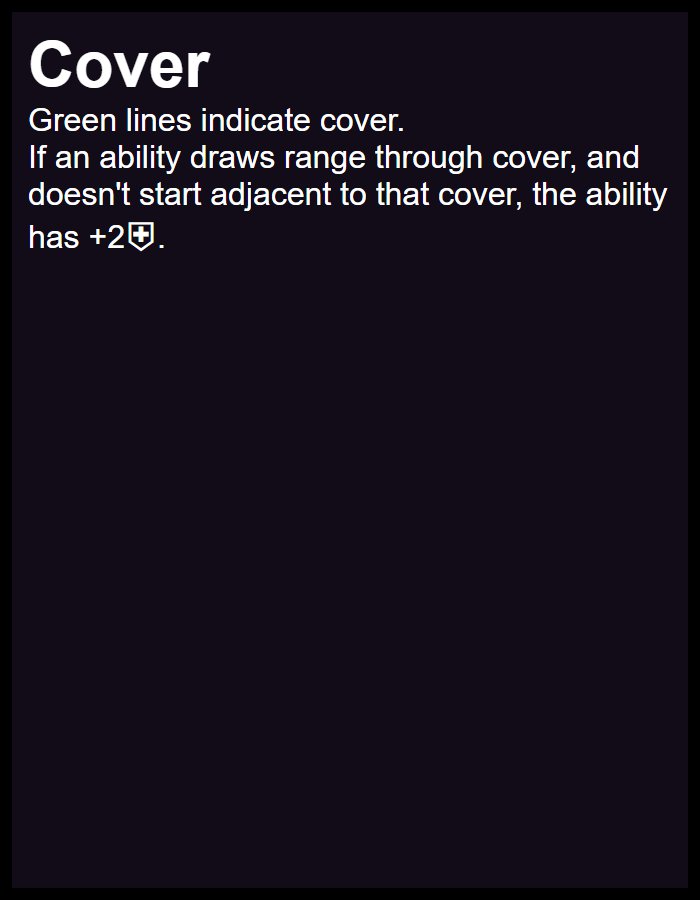 Cover
Green lines indicate cover.
If an ability draws range through cover, and
doesn't start adjacent to that cover, the ability
has +2⛨.